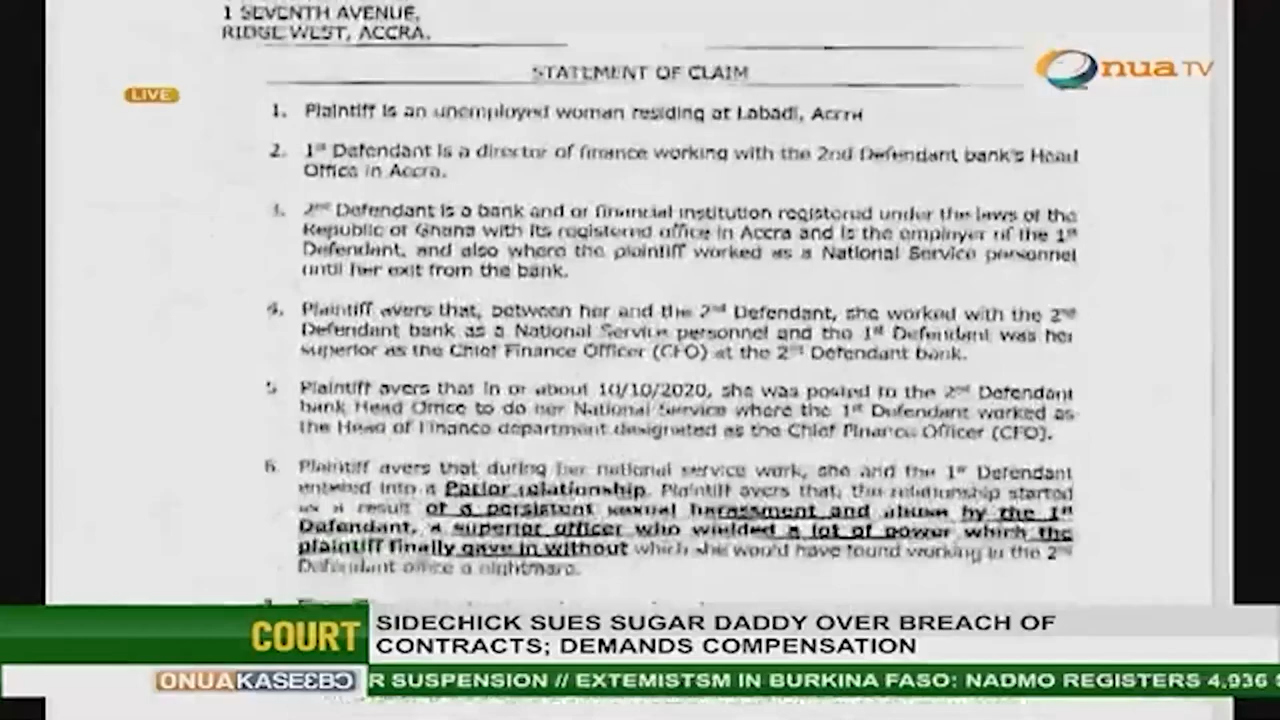 1 SEVENTH AVENUE,
RIDGE WEST, ACCRA.
STATEMENT OF CLAIM
onua TV
LIVE
1. Plaintiff is an unemployed woman residing at Labadi, Accra
2. 1st Defendant is a director of finance working with the 2nd Defendant bank's Head
Office in Accra.
3. 2nd Defendant is a bank and or financial institution registered under the laws of the
Republic of Ghana with its registered office in Accra and is the employer of the 1st
Defendant, and also where the plaintiff worked as a National Service personnel
until her exit from the bank.
4. Plaintiff avers that, between her and the 2nd Defendant, she worked with the 2nd
Defendant bank as a National Service personnel and the 1st Defendant was her
superior as the Chief Finance Officer (CFO) at the 2nd Defendant bank.
5 Plaintiff avers that in or about 10/10/2020, she was posted to the 2nd Defendant
bank Head Office to do her National Service where the 1st Defendant worked as
the Head of Finance department designated as the Chief Finance Officer (CFO).
6. Plaintiff avers that during her national service work, she and the 1st Defendant
entered into a Parlor relationship. Plaintiff avers that, the relationship started
as a result of a persistent sexual harassment and abuse by the 1st
Defendant, a superior officer who wielded a lot of power which the
plaintiff finally gave in without which she would have found working in the 2nd
Defendant office a nightmare.
COURT
SIDECHICK SUES SUGAR DADDY OVER BREACH OF
CONTRACTS; DEMANDS COMPENSATION
ONUA KASEƐBƆ
R SUSPENSION // EXTEMISTSM IN BURKINA FASO: NADMO REGISTERS 4,936